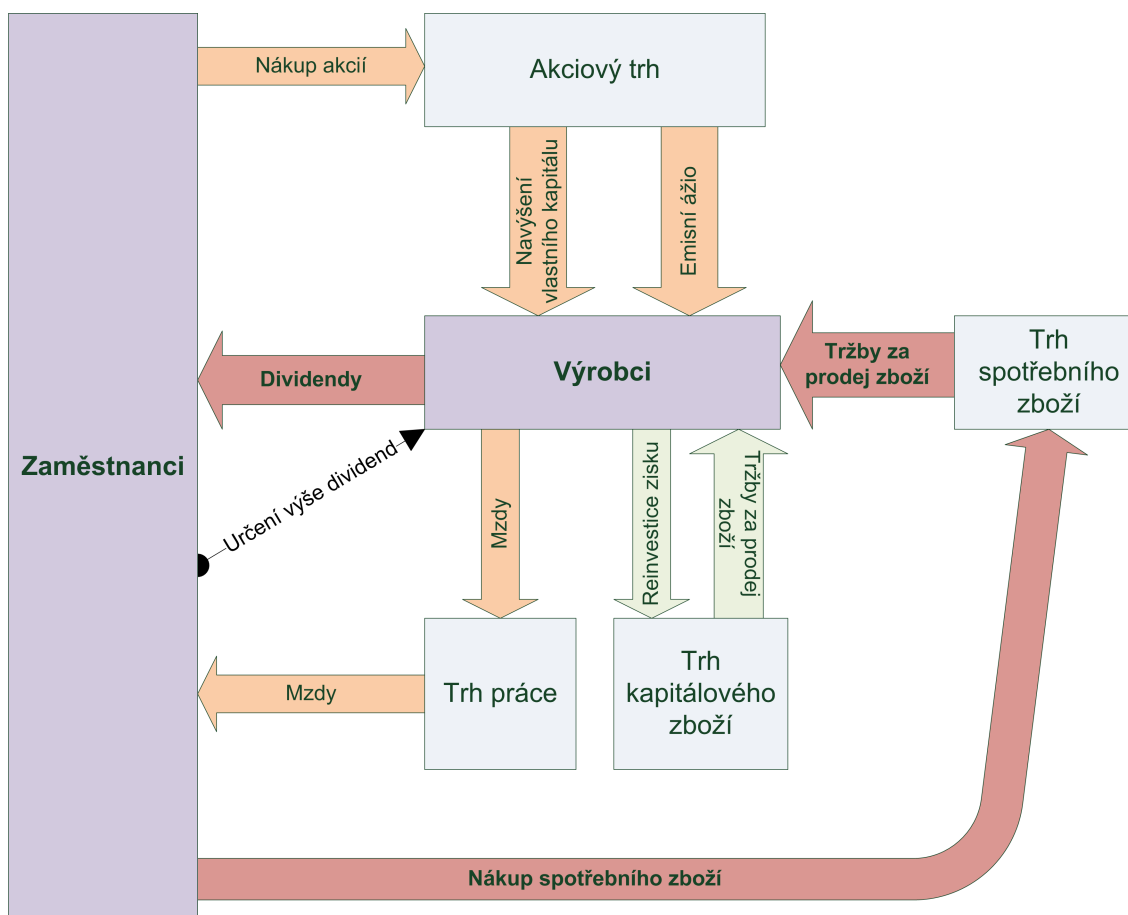 Nákup akcií
Akciový trh
Navýšení
vlastního kapitálu
Emisní ážio
Dividendy
Výrobci
Tržby za
prodej zboží
Trh
spotřebního
zboží
Zaměstnanci
Určení výše dividend
Mzdy
Reinvestice zisku
Tržby za prodej
zboží
Mzdy
Trh práce
Trh
kapitálového
zboží
Nákup spotřebního zboží